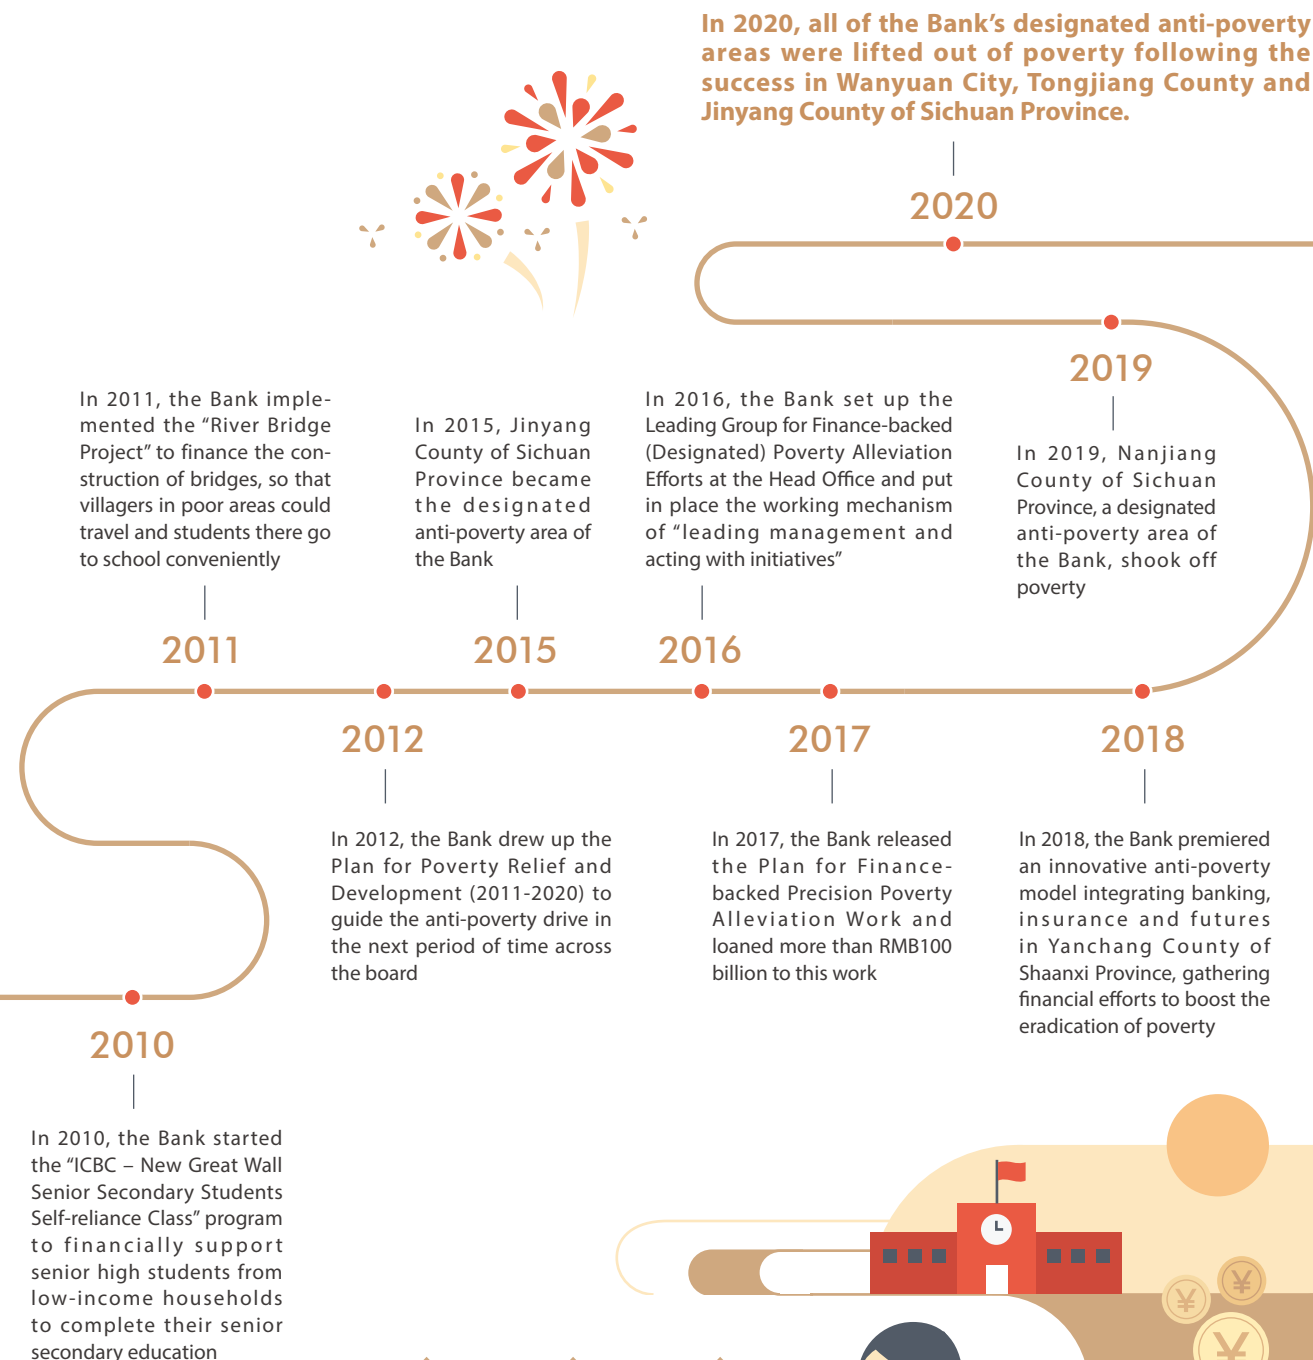 In 2020, all of the Bank’s designated anti-poverty
areas were lifted out of poverty following the
success in Wanyuan City, Tongjiang County and
Jinyang County of Sichuan Province.
2020
2019
In 2019, Nanjiang
County of Sichuan
Province, a designated
anti-poverty area of
the Bank, shook off
poverty
In 2011, the Bank imple-
mented the “River Bridge
Project” to finance the con-
struction of bridges, so that
villagers in poor areas could
travel and students there go
to school conveniently
2011
In 2015, Jinyang
County of Sichuan
Province became
the designated
anti-poverty area of
the Bank
2015
In 2016, the Bank set up the
Leading Group for Finance-backed
(Designated) Poverty Alleviation
Efforts at the Head Office and put
in place the working mechanism
of “leading management and
acting with initiatives”
2016
2012
In 2012, the Bank drew up the
Plan for Poverty Relief and
Development (2011-2020) to
guide the anti-poverty drive in
the next period of time across
the board
2017
In 2017, the Bank released
the Plan for Finance-
backed Precision Poverty
Alleviation Work and
loaned more than RMB100
billion to this work
2018
In 2018, the Bank premiered
an innovative anti-poverty
model integrating banking,
insurance and futures
in Yanchang County of
Shaanxi Province, gathering
financial efforts to boost the
eradication of poverty
2010
In 2010, the Bank started
the “ICBC – New Great Wall
Senior Secondary Students
Self-reliance Class” program
to financially support
senior high students from
low-income households
to complete their senior
secondary education
¥
¥
¥